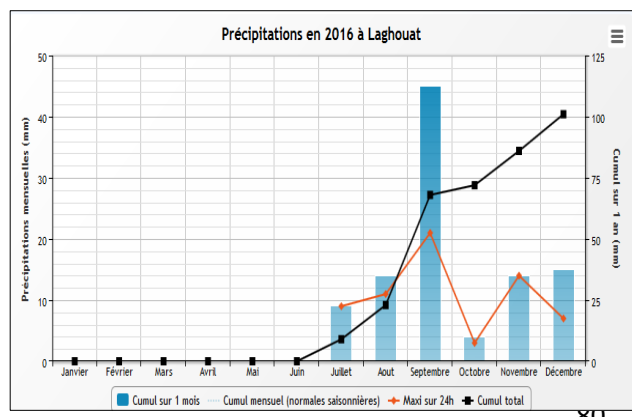 Précipitations en 2016 à Laghouat
50
40
30
20
10
0
125
100
75
50
25
0
Précipitations mensuelles (mm)
Cumul sur 1 an (mm)
Janvier Février Mars Avril Mai Juin Juillet Aout Septembre Octobre Novembre Décembre
Cumul sur 1 mois Cumul mensuel (normales saisonnières) Maxi sur 24h Cumul total